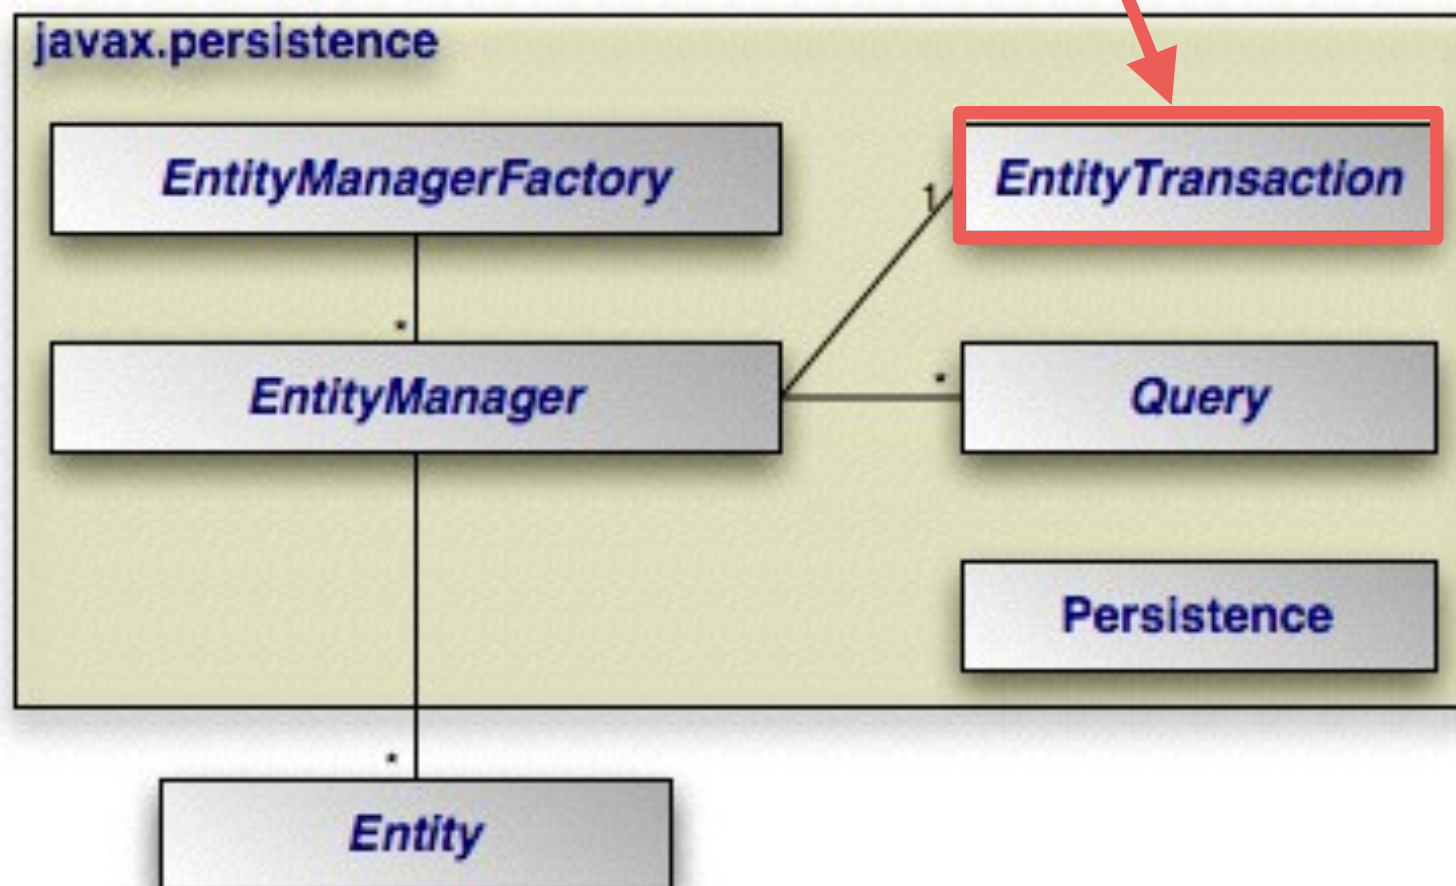 javax.persistence
EntityManagerFactory
1
EntityTransaction
*
EntityManager
*
Query
Persistence
*
Entity